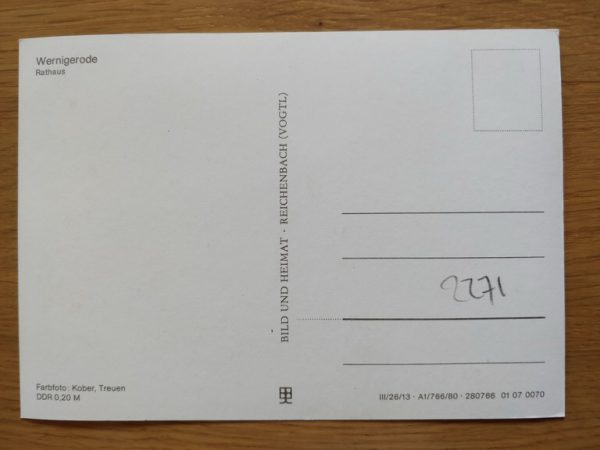 Wernigerode
Rathaus
BILD UND HEIMAT · REICHENBACH (VOGTL)
2271
Farbfoto: Kober, Treuen
DDR 0,20 M
III/26/13 · A1/766/80 · 280766 01 07 0070